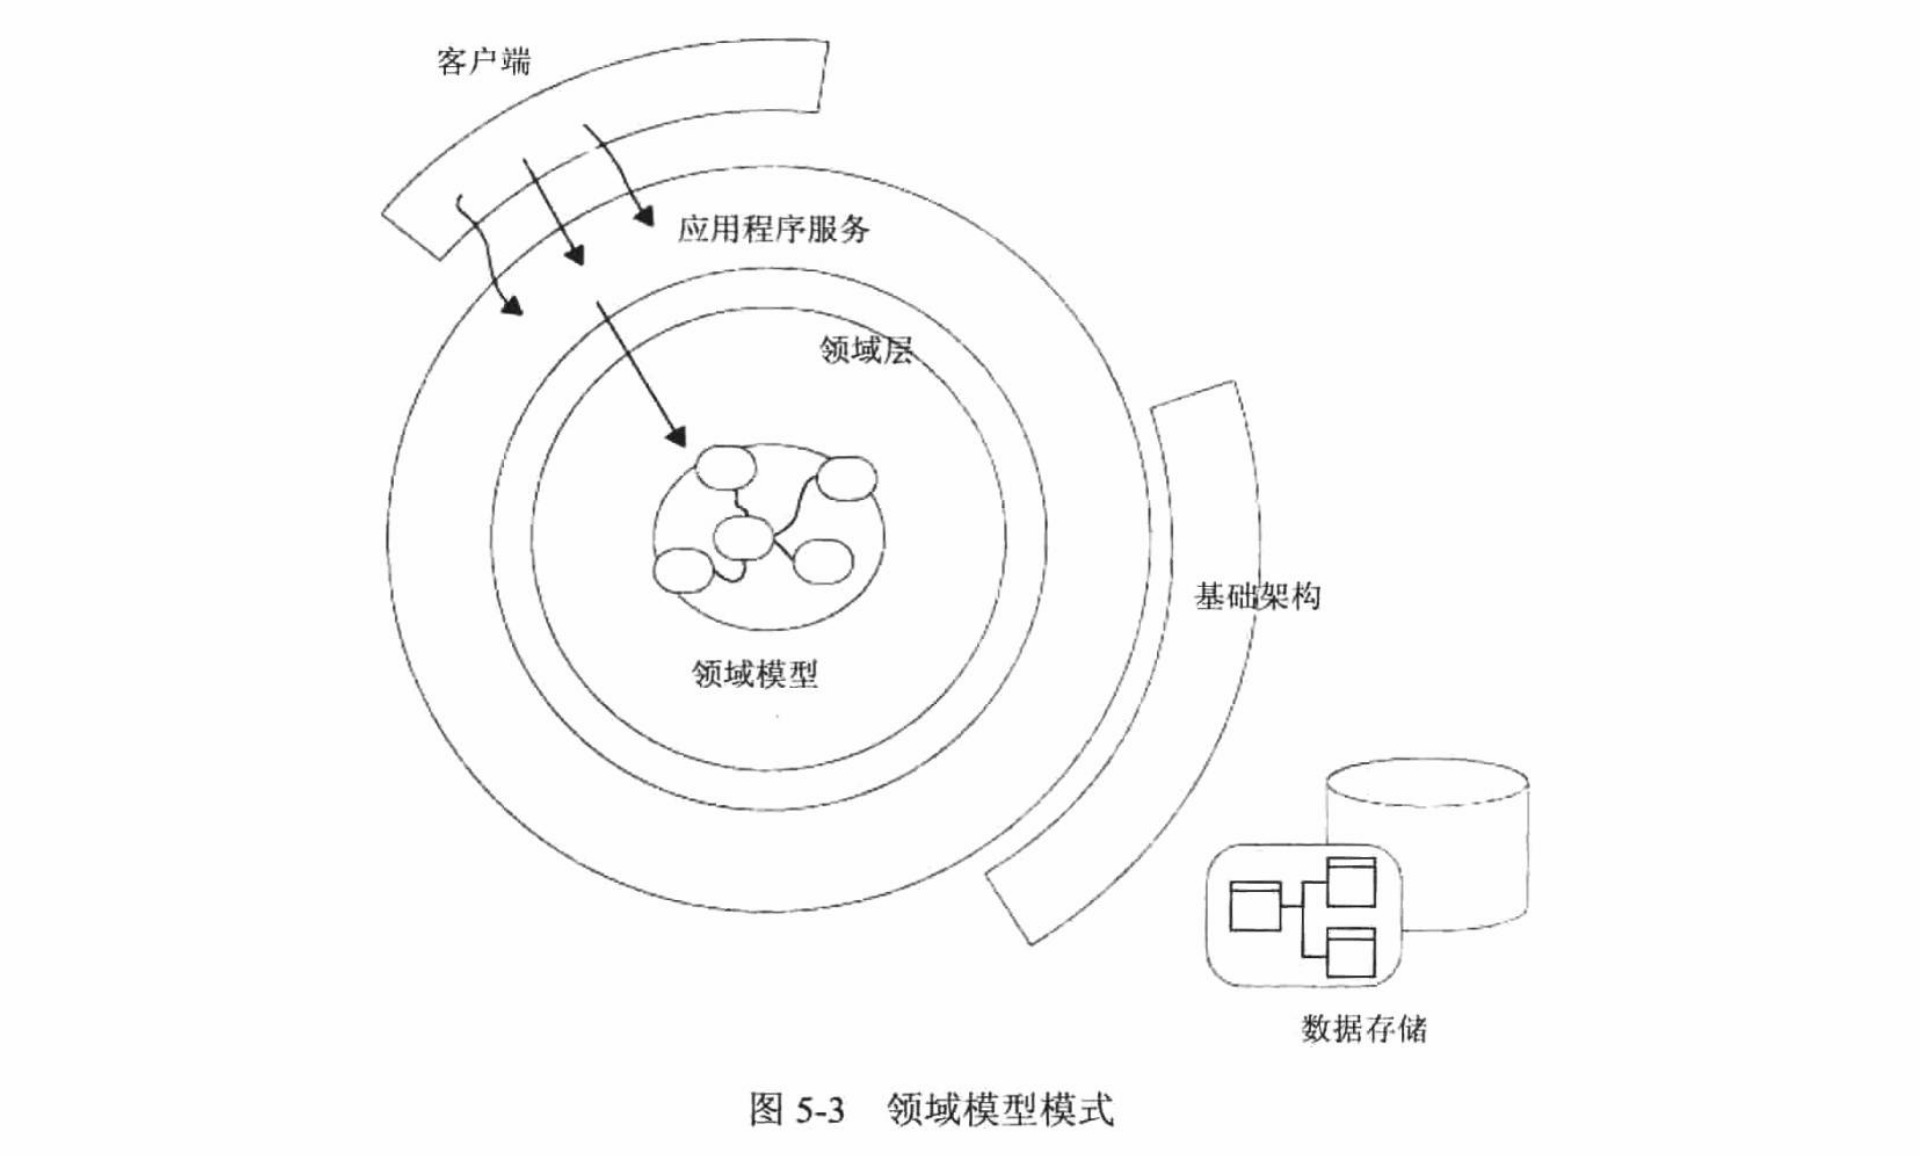 客户端
应用程序服务
领域层
基础架构
领域模型
数据存储
图 5-3 领域模型模式